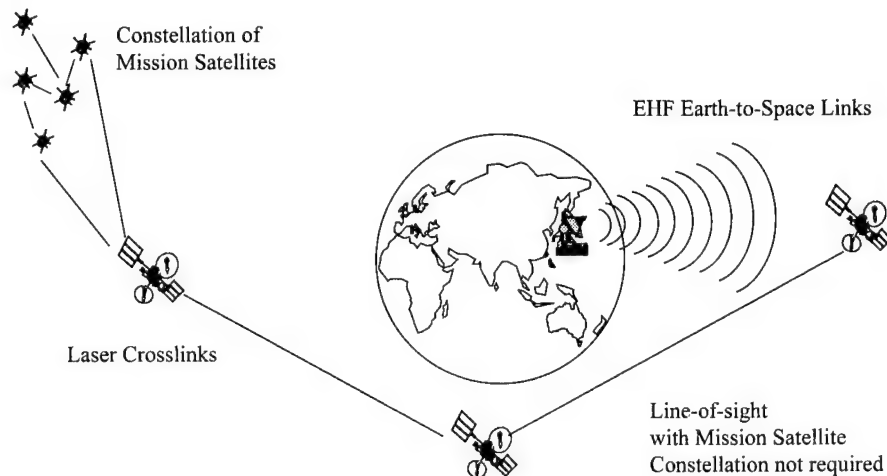 Constellation of
Mission Satellites
EHF Earth-to-Space Links
Laser Crosslinks
Line-of-sight
with Mission Satellite
Constellation not required